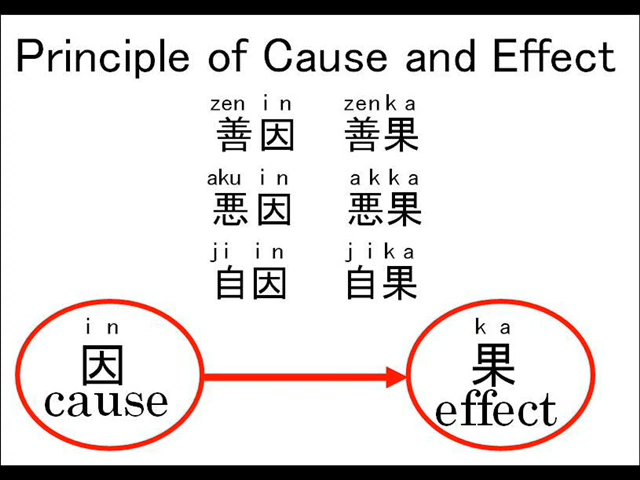 Principle of Cause and Effect
zen in zenka
善因 善果
aku in akka
悪因 悪果
ji in jika
自因 自果
in
因
cause
ka
果
effect